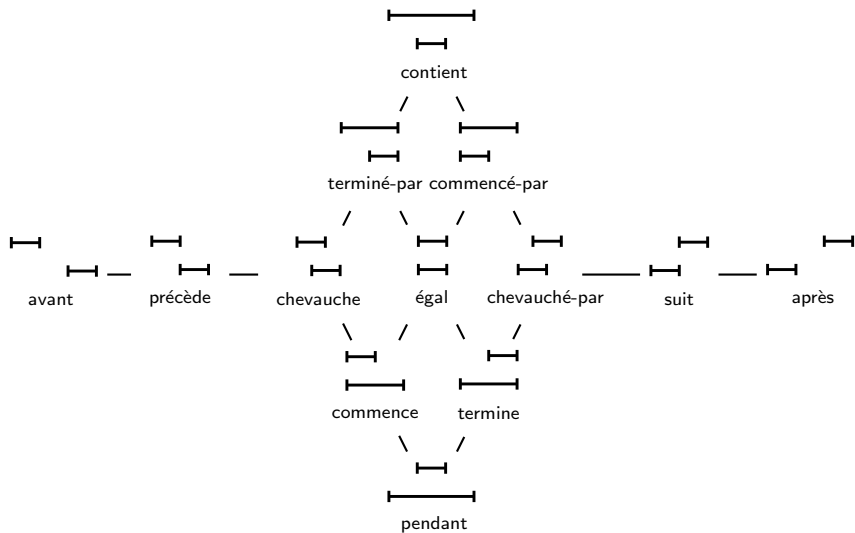 contient
terminé-par commencé-par
avant précède chevauche égal chevauché-par suit après
commence termine
pendant